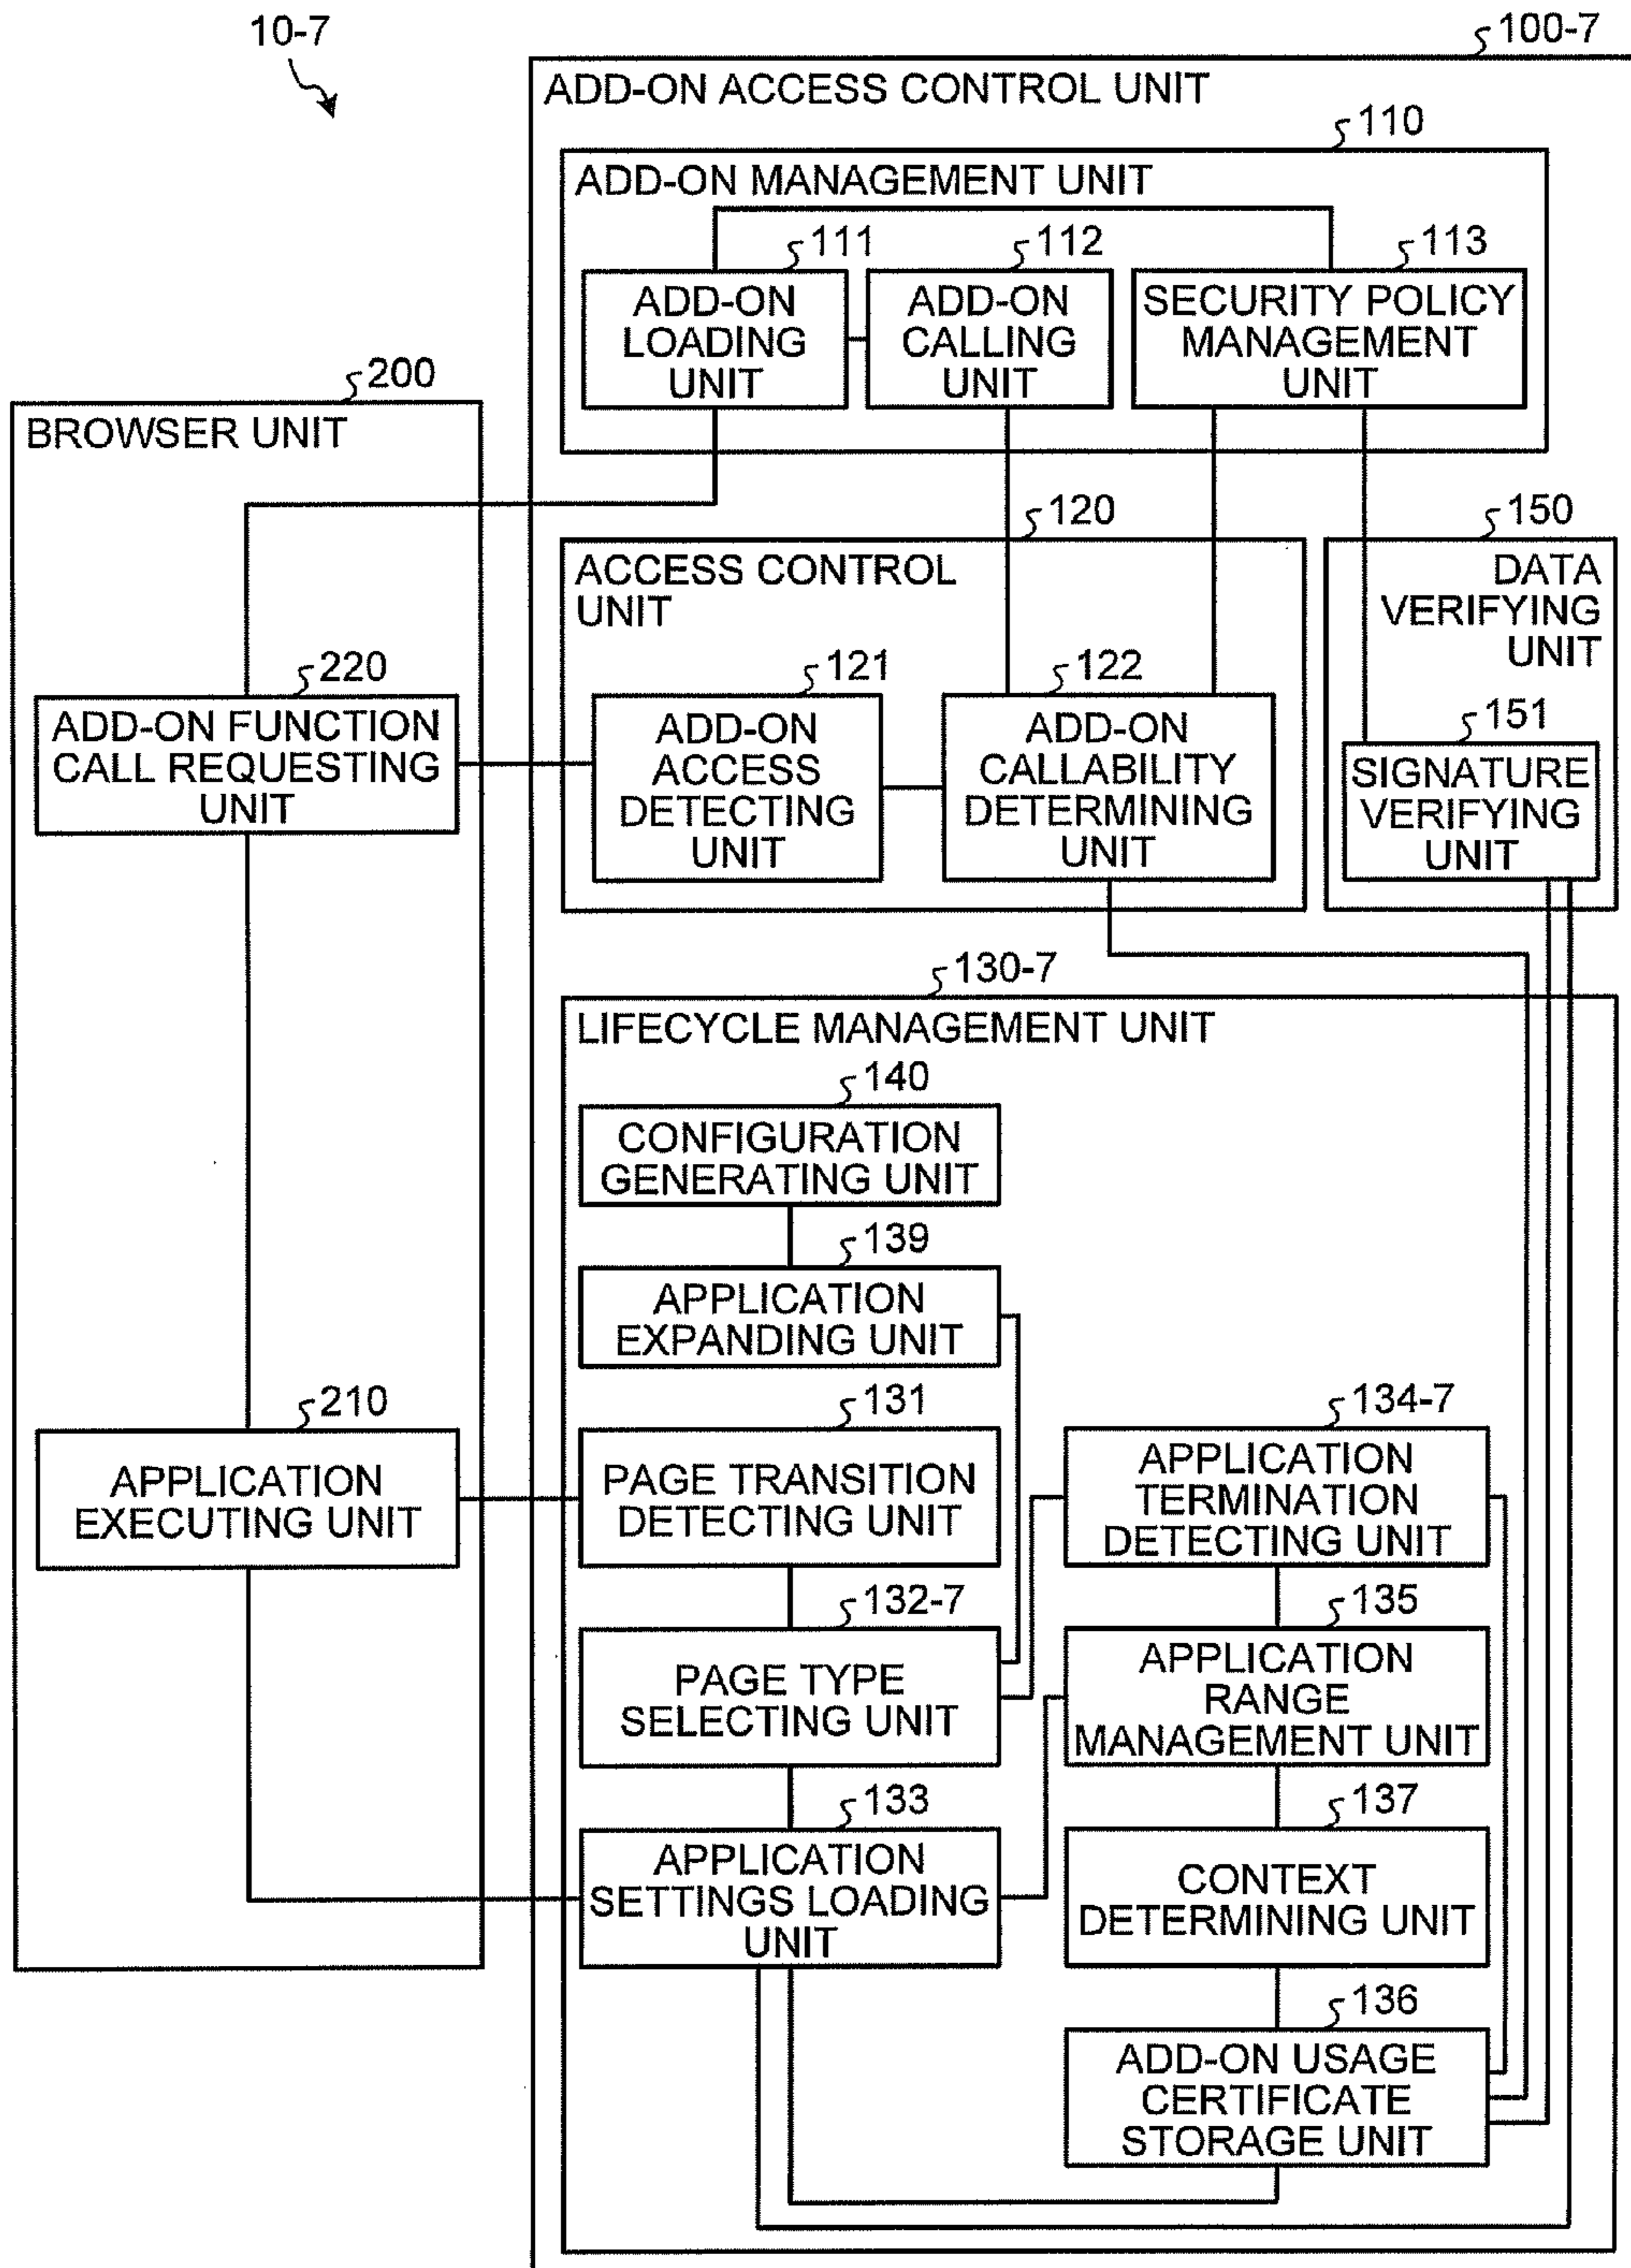 10-7
100-7
ADD-ON ACCESS CONTROL UNIT
110
ADD-ON MANAGEMENT UNIT
111
112
113
ADD-ON
LOADING
UNIT
ADD-ON
CALLING
UNIT
SECURITY POLICY
MANAGEMENT
UNIT
200
BROWSER UNIT
120
150
ACCESS CONTROL
UNIT
DATA
VERIFYING
UNIT
220
121
122
151
ADD-ON FUNCTION
CALL REQUESTING
UNIT
ADD-ON
ACCESS
DETECTING
UNIT
ADD-ON
CALLABILITY
DETERMINING
UNIT
SIGNATURE
VERIFYING
UNIT
130-7
LIFECYCLE MANAGEMENT UNIT
140
CONFIGURATION
GENERATING UNIT
139
APPLICATION
EXPANDING UNIT
210
131
134-7
APPLICATION
EXECUTING UNIT
PAGE TRANSITION
DETECTING UNIT
APPLICATION
TERMINATION
DETECTING UNIT
132-7
135
PAGE TYPE
SELECTING UNIT
APPLICATION
RANGE
MANAGEMENT UNIT
133
137
APPLICATION
SETTINGS LOADING
UNIT
CONTEXT
DETERMINING UNIT
136
ADD-ON USAGE
CERTIFICATE
STORAGE UNIT